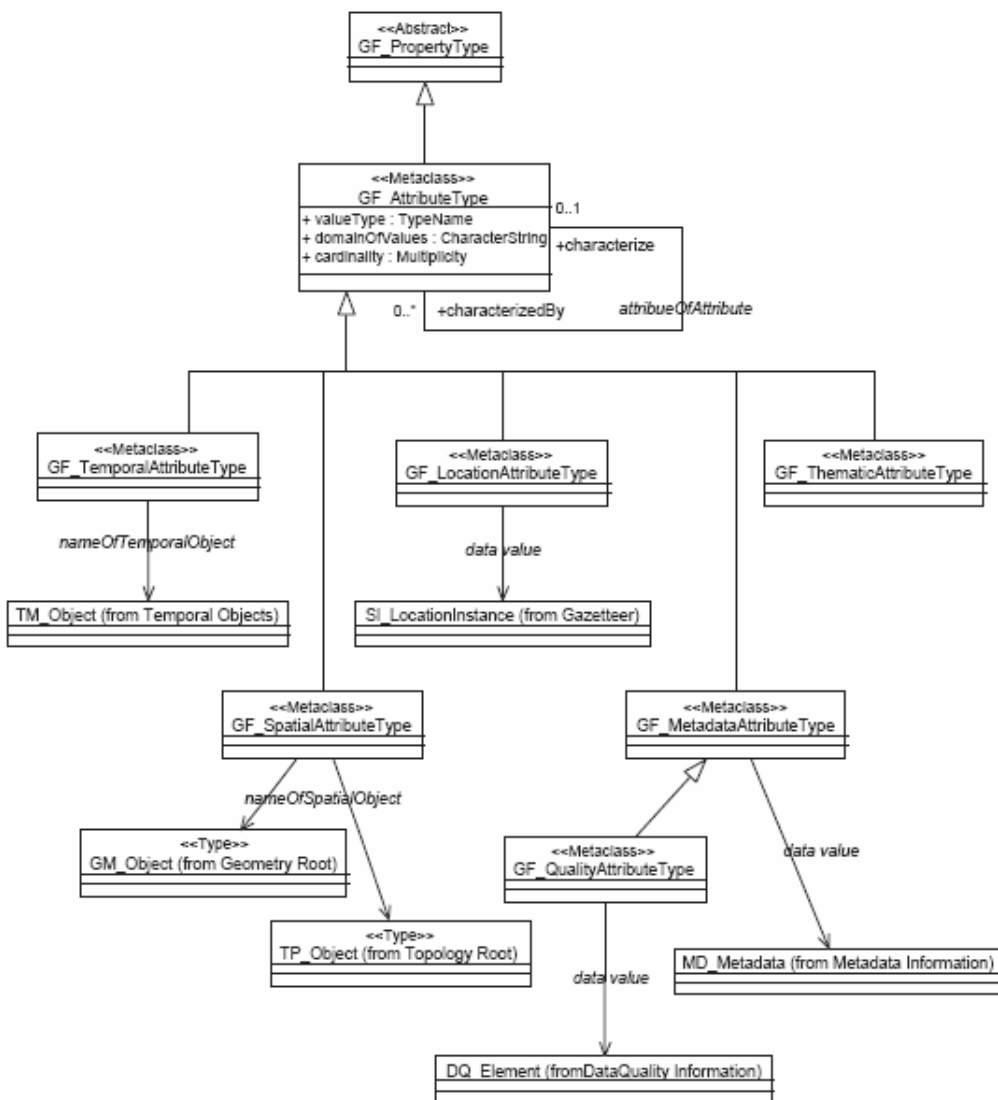 <<Abstract>>
GF_PropertyType
<<Metaclass>>
GF_AttributeType
+ valueType : TypeName
+ domainOfValues : CharacterString
+ cardinality : Multiplicity
0..1
+characterize
0..*
+characterizedBy
attribueOfAttribute
<<Metaclass>>
GF_TemporalAttributeType
<<Metaclass>>
GF_LocationAttributeType
<<Metaclass>>
GF_ThematicAttributeType
nameOfTemporalObject
data value
TM_Object (from Temporal Objects)
SI_LocationInstance (from Gazetteer)
<<Metaclass>>
GF_SpatialAttributeType
<<Metaclass>>
GF_MetadataAttributeType
nameOfSpatialObject
<<Type>>
GM_Object (from Geometry Root)
<<Metaclass>>
GF_QualityAttributeType
data value
<<Type>>
TP_Object (from Topology Root)
MD_Metadata (from Metadata Information)
data value
DQ_Element (fromDataQuality Information)